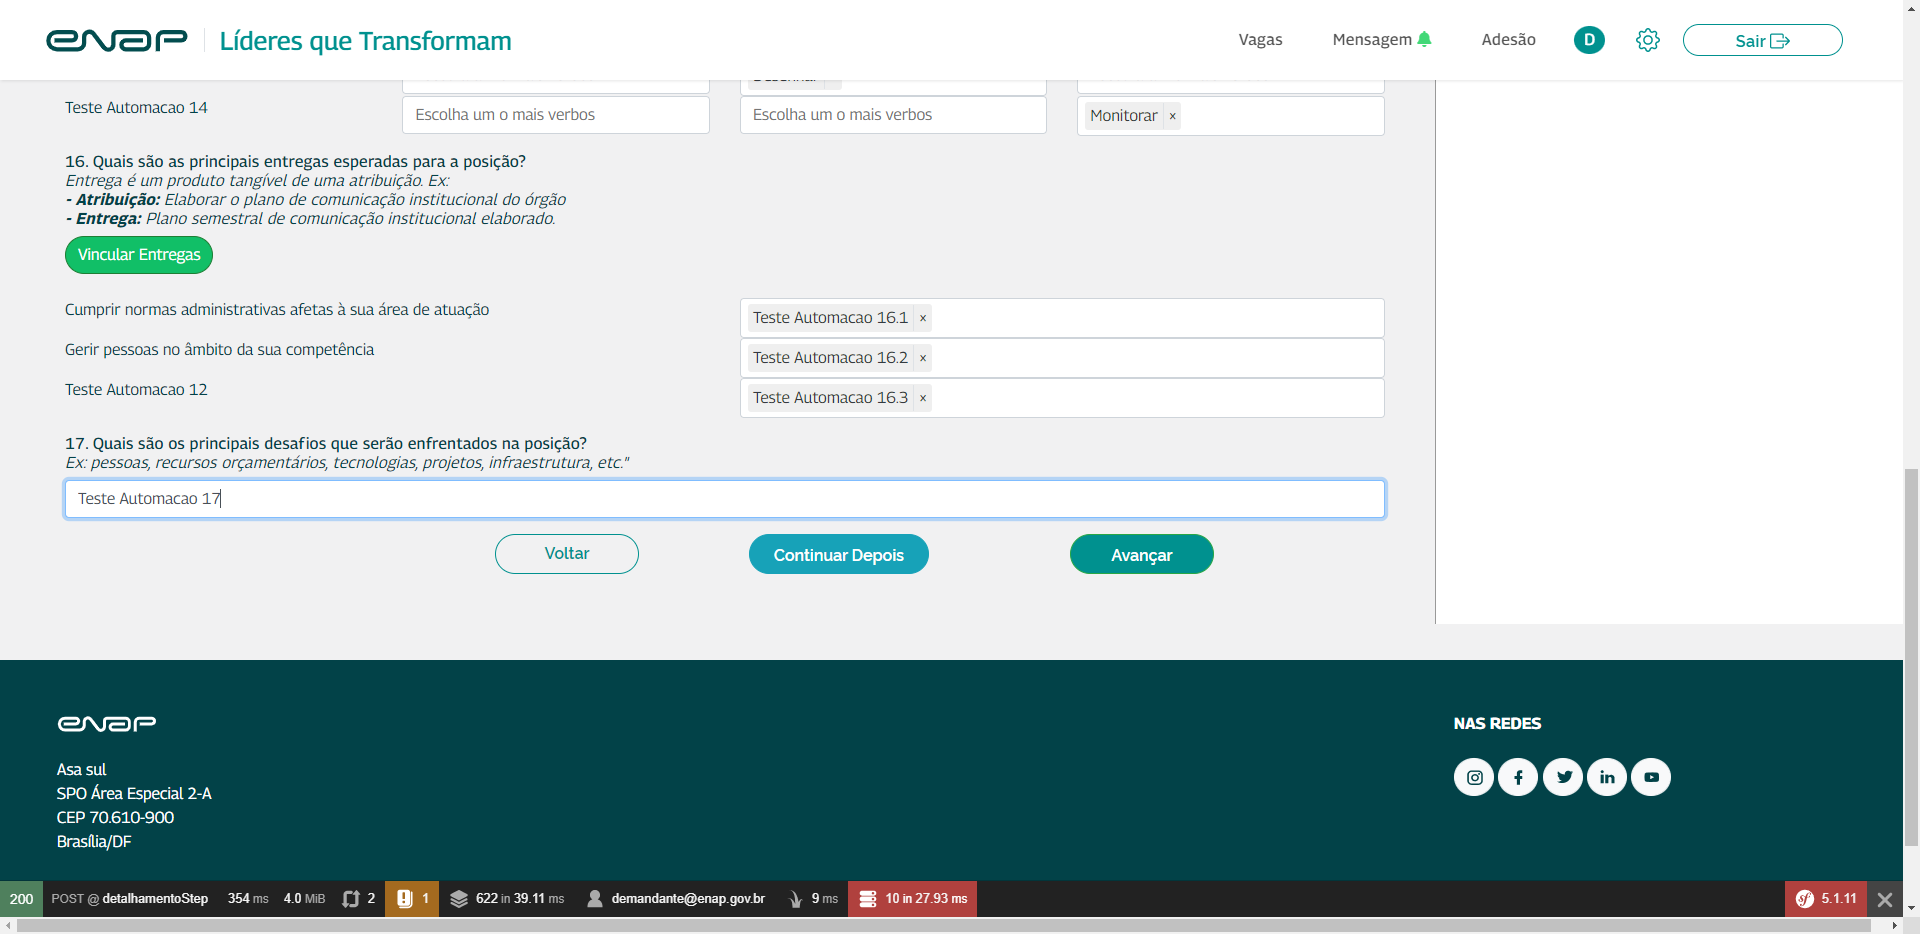 enap
Líderes que Transformam
Vagas
Mensagem
Adesão
D
Sair
Teste Automacao 14
Escolha um o mais verbos
Escolha um o mais verbos
Monitorar ×
16. Quais são as principais entregas esperadas para a posição?
Entrega é um produto tangível de uma atribuição. Ex:
- Atribuição: Elaborar o plano de comunicação institucional do órgão
- Entrega: Plano semestral de comunicação institucional elaborado.
Vincular Entregas
Cumprir normas administrativas afetas à sua área de atuação
Teste Automacao 16.1 ×
Gerir pessoas no âmbito da sua competência
Teste Automacao 16.2 ×
Teste Automacao 12
Teste Automacao 16.3 ×
17. Quais são os principais desafios que serão enfrentados na posição?
Ex: pessoas, recursos orçamentários, tecnologias, projetos, infraestrutura, etc."
Teste Automacao 17
Voltar
Continuar Depois
Avançar
enap
Asa sul
SPO Área Especial 2-A
CEP 70.610-900
Brasília/DF
NAS REDES
200 POST @ detalhamentoStep 354 ms 4.0 MiB 2 1 622 in 39.11 ms demandante@enap.gov.br 9 ms 10 in 27.93 ms sf 5.1.11